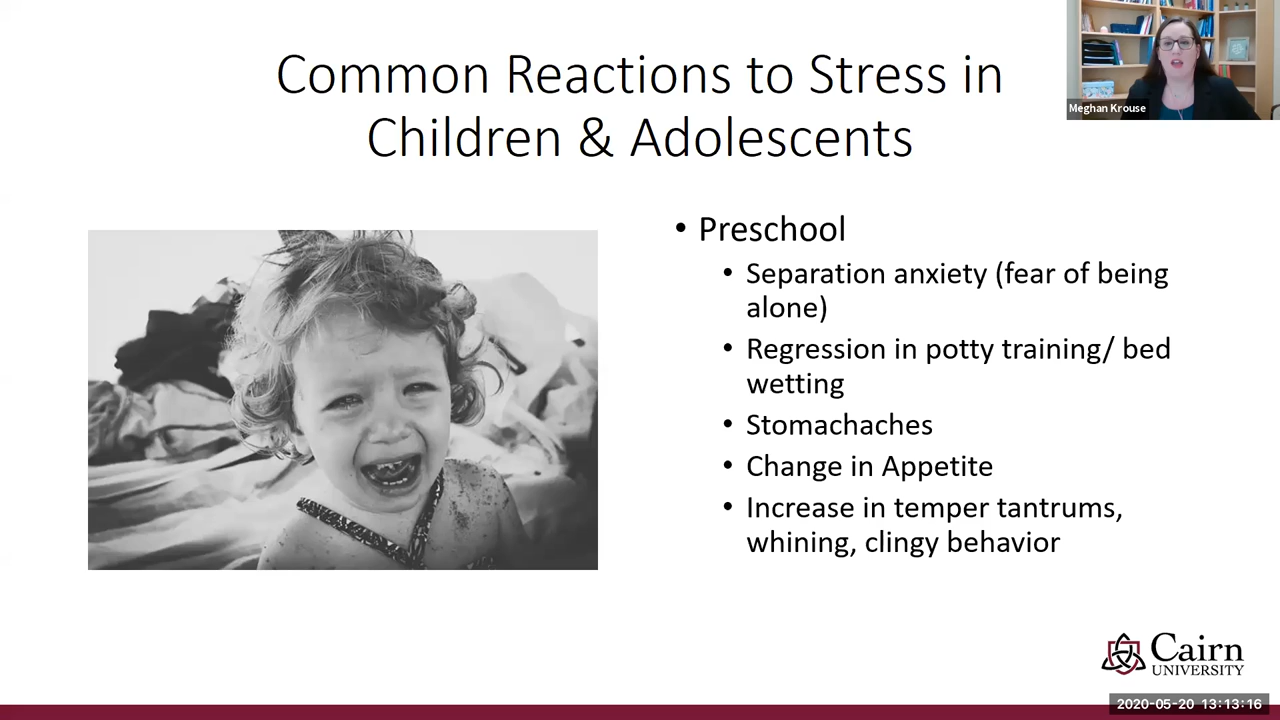 Common Reactions to Stress in
Children & Adolescents
Meghan Krouse
• Preschool
• Separation anxiety (fear of being
alone)
• Regression in potty training/ bed
wetting
• Stomachaches
• Change in Appetite
• Increase in temper tantrums,
whining, clingy behavior
Cairn
UNIVERSITY
2020-05-20 13:13:16